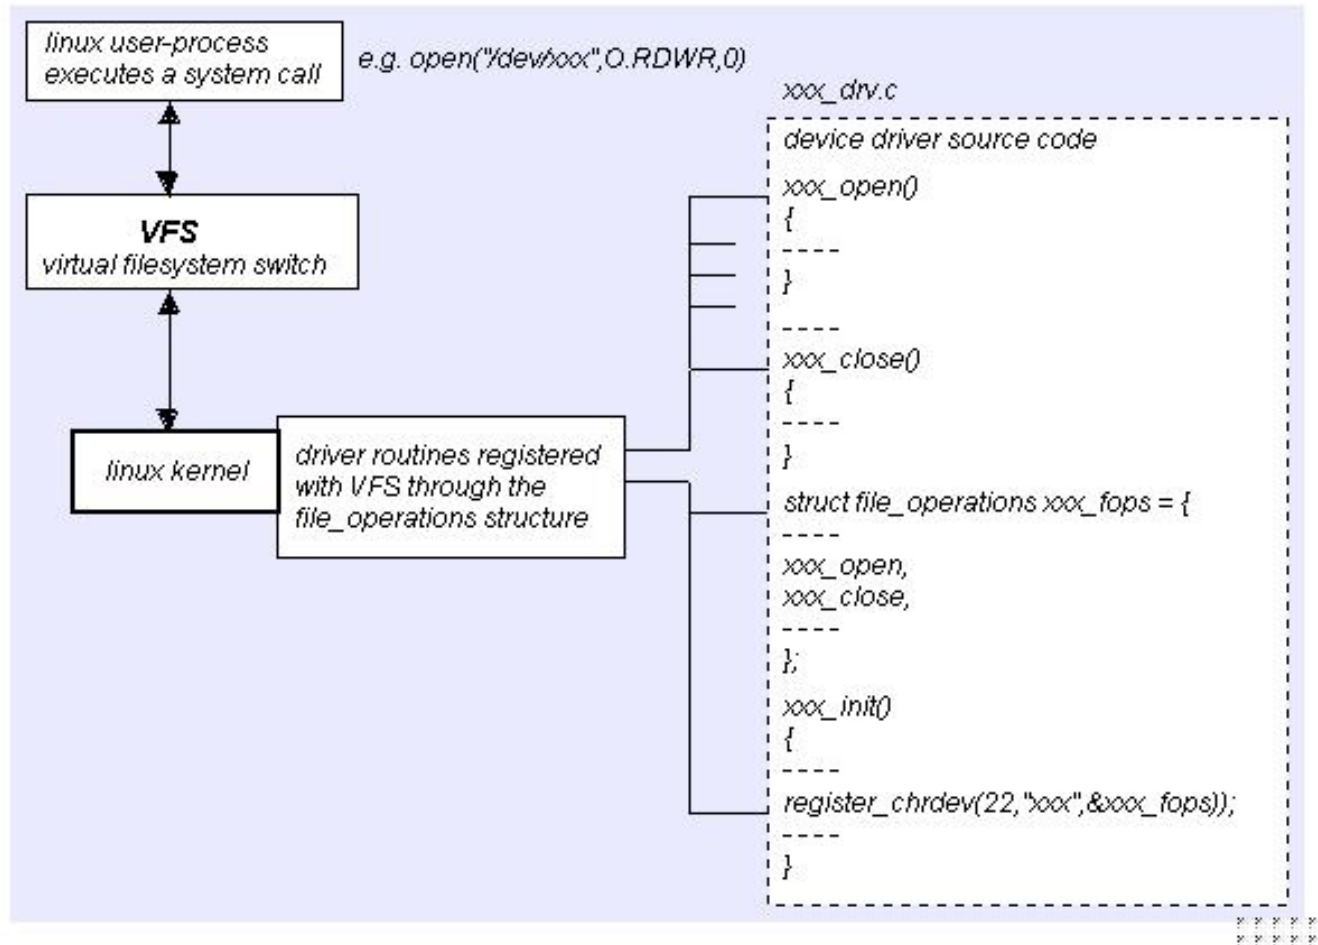 linux user-process
executes a system call
e.g. open("/dev/xxx",O.RDWR,0)
VFS
virtual filesystem switch
linux kernel
driver routines registered
with VFS through the
file_operations structure
xxx_drv.c
device driver source code
xxx_open()
{
----
}
----
xxx_close()
{
----
}
struct file_operations xxx_fops = {
----
xxx_open,
xxx_close,
----
};
xxx_init()
{
----
register_chrdev(22,"xxx",&xxx_fops));
----
}